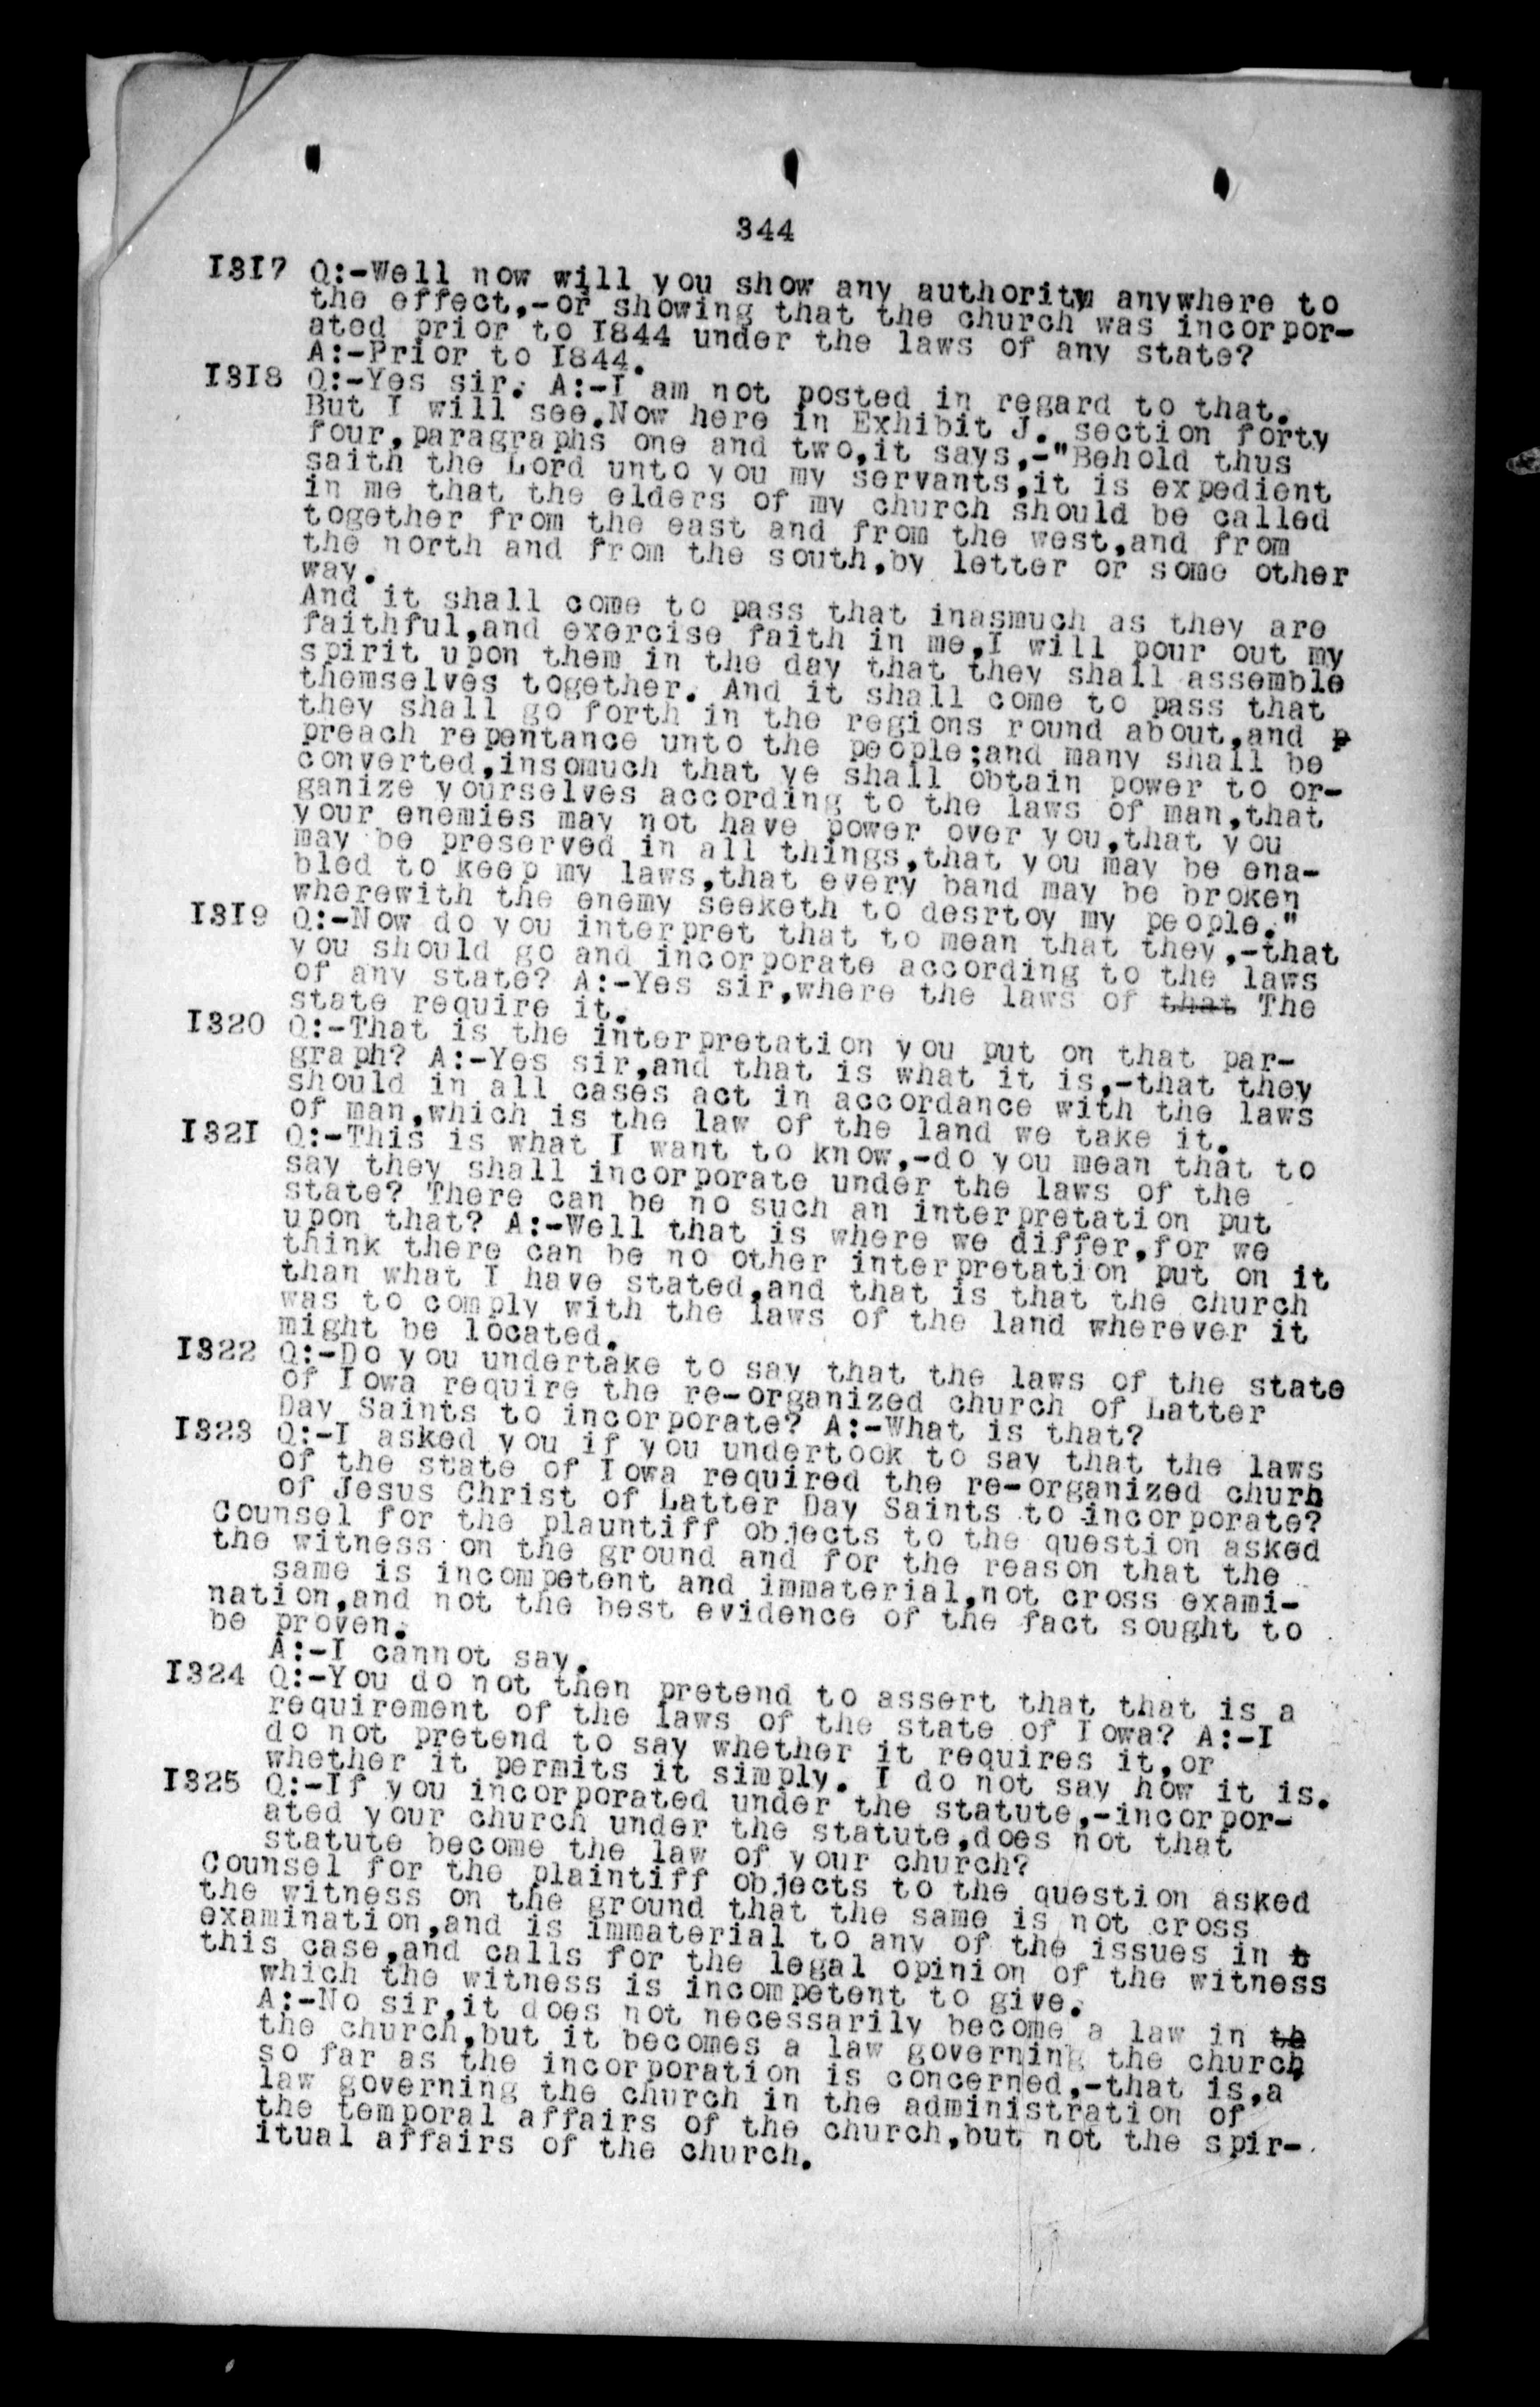 344
1317 Q:-Well now will you show any authority anywhere to
the effect,-or showing that the church was incorpor-
ated prior to 1844 under the laws of any state?
A:-Prior to 1844.
1318 Q:-Yes sir. A:-I am not posted in regard to that.
But I will see.Now here in Exhibit J. section forty
four,paragraphs one and two,it says,-"Behold thus
saith the Lord unto you my servants,it is expedient
in me that the elders of my church should be called
together from the east and from the west,and from
the north and from the south,by letter or some other
way.
And it shall come to pass that inasmuch as they are
faithful,and exercise faith in me,I will pour out my
spirit upon them in the day that they shall assemble
themselves together. And it shall come to pass that
they shall go forth in the regions round about,and p
preach repentance unto the people;and many shall be
converted,insomuch that ye shall obtain power to or-
ganize yourselves according to the laws of man,that
your enemies may not have power over you,that you
may be preserved in all things,that you may be ena-
bled to keep my laws,that every band may be broken
wherewith the enemy seeketh to desrtoy my people."
1319 Q:-Now do you interpret that to mean that they,-that
you should go and incorporate according to the laws
of any state? A:-Yes sir,where the laws of that The
state require it.
1320 Q:-That is the interpretation you put on that par-
graph? A:-Yes sir,and that is what it is,-that they
should in all cases act in accordance with the laws
of man,which is the law of the land we take it.
1321 Q:-This is what I want to know,-do you mean that to
say they shall incorporate under the laws of the
state? There can be no such an interpretation put
upon that? A:-Well that is where we differ,for we
think there can be no other interpretation put on it
than what I have stated,and that is that the church
was to comply with the laws of the land wherever it
might be located.
1322 Q:-Do you undertake to say that the laws of the state
of Iowa require the re-organized church of Latter
Day Saints to incorporate? A:-What is that?
1323 Q:-I asked you if you undertook to say that the laws
of the state of Iowa required the re-organized churh
of Jesus Christ of Latter Day Saints to incorporate?
Counsel for the plauntiff objects to the question asked
the witness on the ground and for the reason that the
same is incompetent and immaterial,not cross exami-
nation,and not the best evidence of the fact sought to
be proven.
A:-I cannot say.
1324 Q:-You do not then pretend to assert that that is a
requirement of the laws of the state of Iowa? A:-I
do not pretend to say whether it requires it,or
whether it permits it simply. I do not say how it is.
1325 Q:-If you incorporated under the statute,-incorpor-
ated your church under the statute,does not that
statute become the law of your church?
Counsel for the plaintiff objects to the question asked
the witness on the ground that the same is not cross
examination,and is immaterial to any of the issues in t
this case,and calls for the legal opinion of the witness
which the witness is incompetent to give.
A:-No sir,it does not necessarily become a law in th
the church,but it becomes a law governing the church
so far as the incorporation is concerned,-that is,a
law governing the church in the administration of
the temporal affairs of the church,but not the spir-
itual affairs of the church.